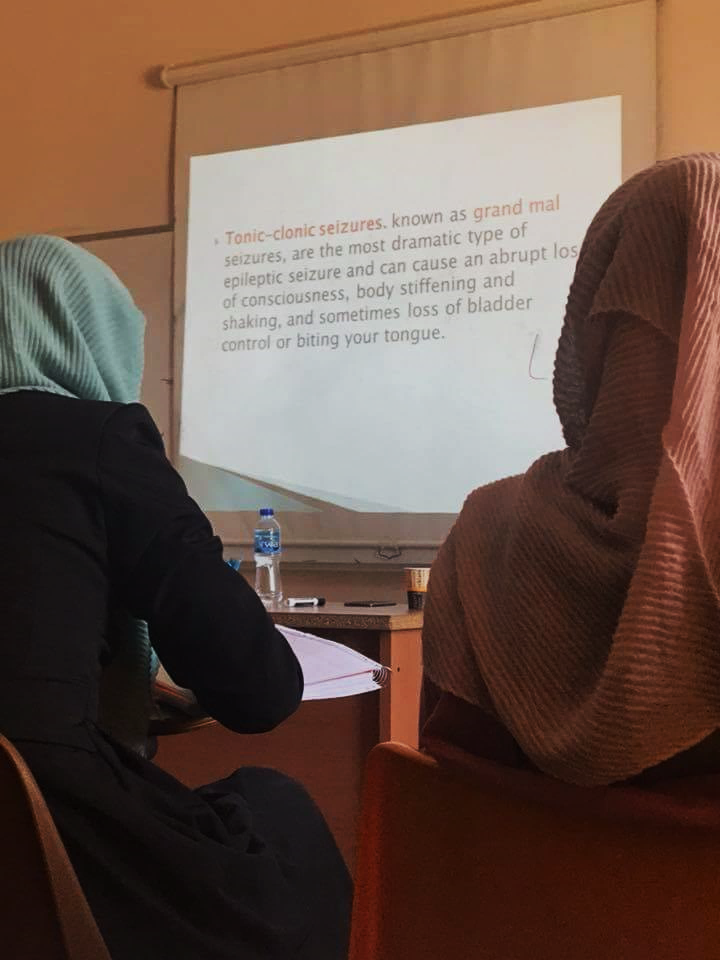 Tonic-clonic seizures. known as grand mal
seizures, are the most dramatic type of
epileptic seizure and can cause an abrupt los
of consciousness, body stiffening and
shaking, and sometimes loss of bladder
control or biting your tongue.